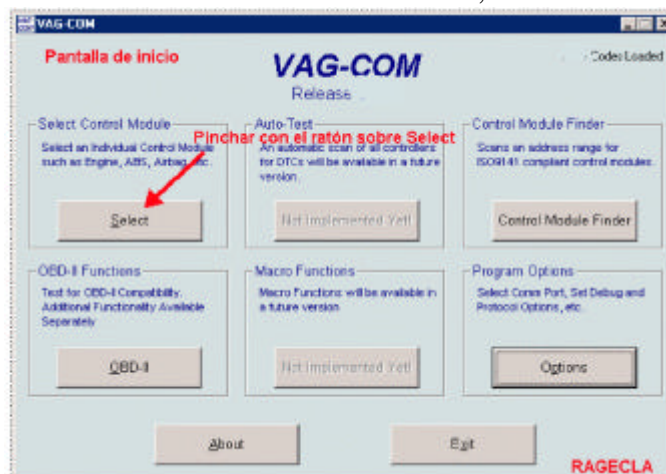 VAG-COM
Pantalla de inicio
VAG-COM
Codes Loaded
Release
Select Control Module
Auto-Test
Control Module Finder
Pinchar con el ratón sobre Select
Select an Individual Control Module
such as Engine, ABS, Airbag, etc.
An automatic scan of all controllers
for DTCs will be available in a future
version.
Scans an address range for
ISO9141 compliant control modules.
Select
Not Implemented Yet!
Control Module Finder
OBD-II Functions
Macro Functions
Program Options
Test for OBD-II Compatibility.
Additional Functionality Available
Separately
Macro Functions will be available in
a future version
Select Comm Port, Set Debug and
Protocol Options, etc.
OBD-II
Not Implemented Yet!
Options
About
Exit
RAGECLA